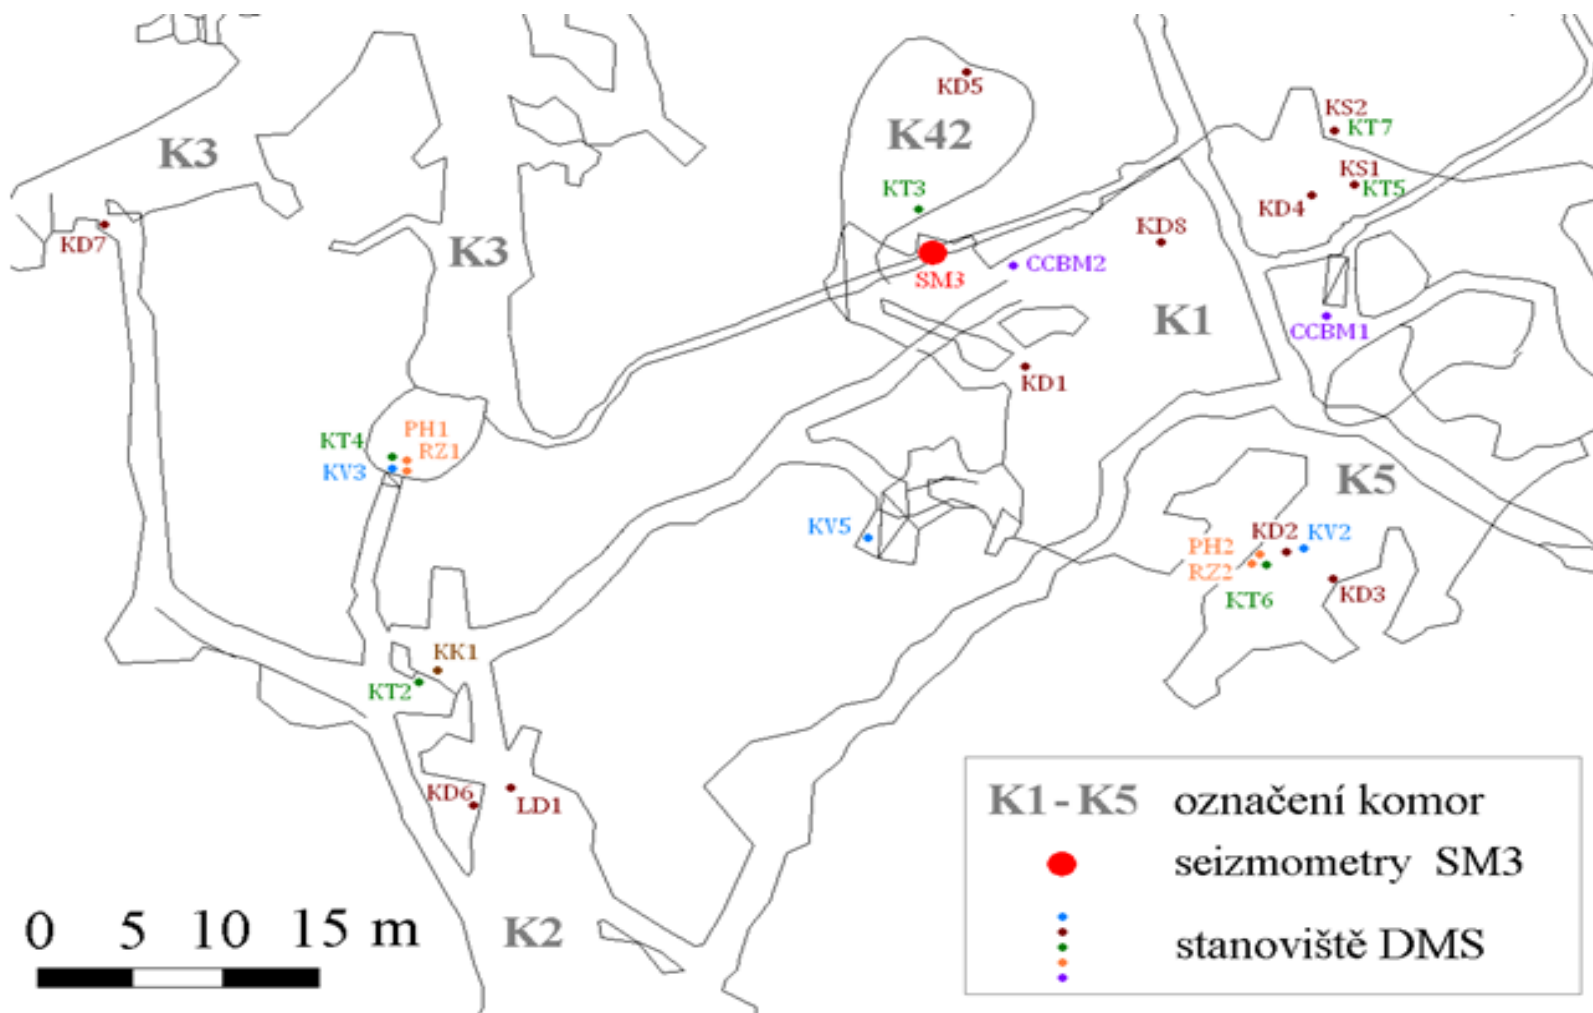 KD5
K42
KS2
KT7
K3
KT3
KS1
KT5
KD4
KD7
K3
KD8
CCBM2
SM3
K1
CCBM1
KD1
PH1
KT4
RZ1
KV3
K5
KV5
KD2
KV2
PH2
RZ2
KT6
KD3
KK1
KT2
KD6
LD1
K2
K1 - K5 označení komor
seizmometry SM3
stanoviště DMS
0 5 10 15 m